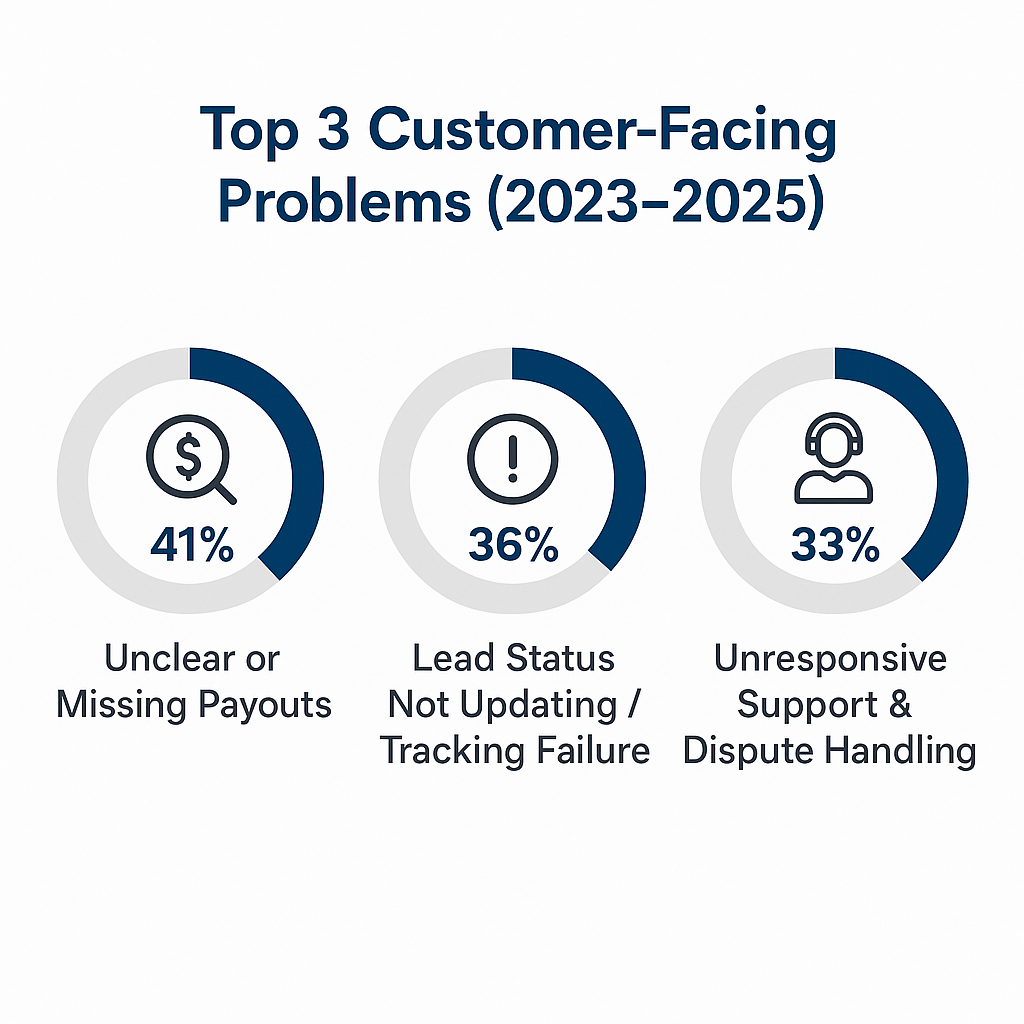 Top 3 Customer-Facing
Problems (2023–2025)
$
!
41%
36%
33%
Unclear or
Missing Payouts
Lead Status
Not Updating /
Tracking Failure
Unresponsive
Support &
Dispute Handling